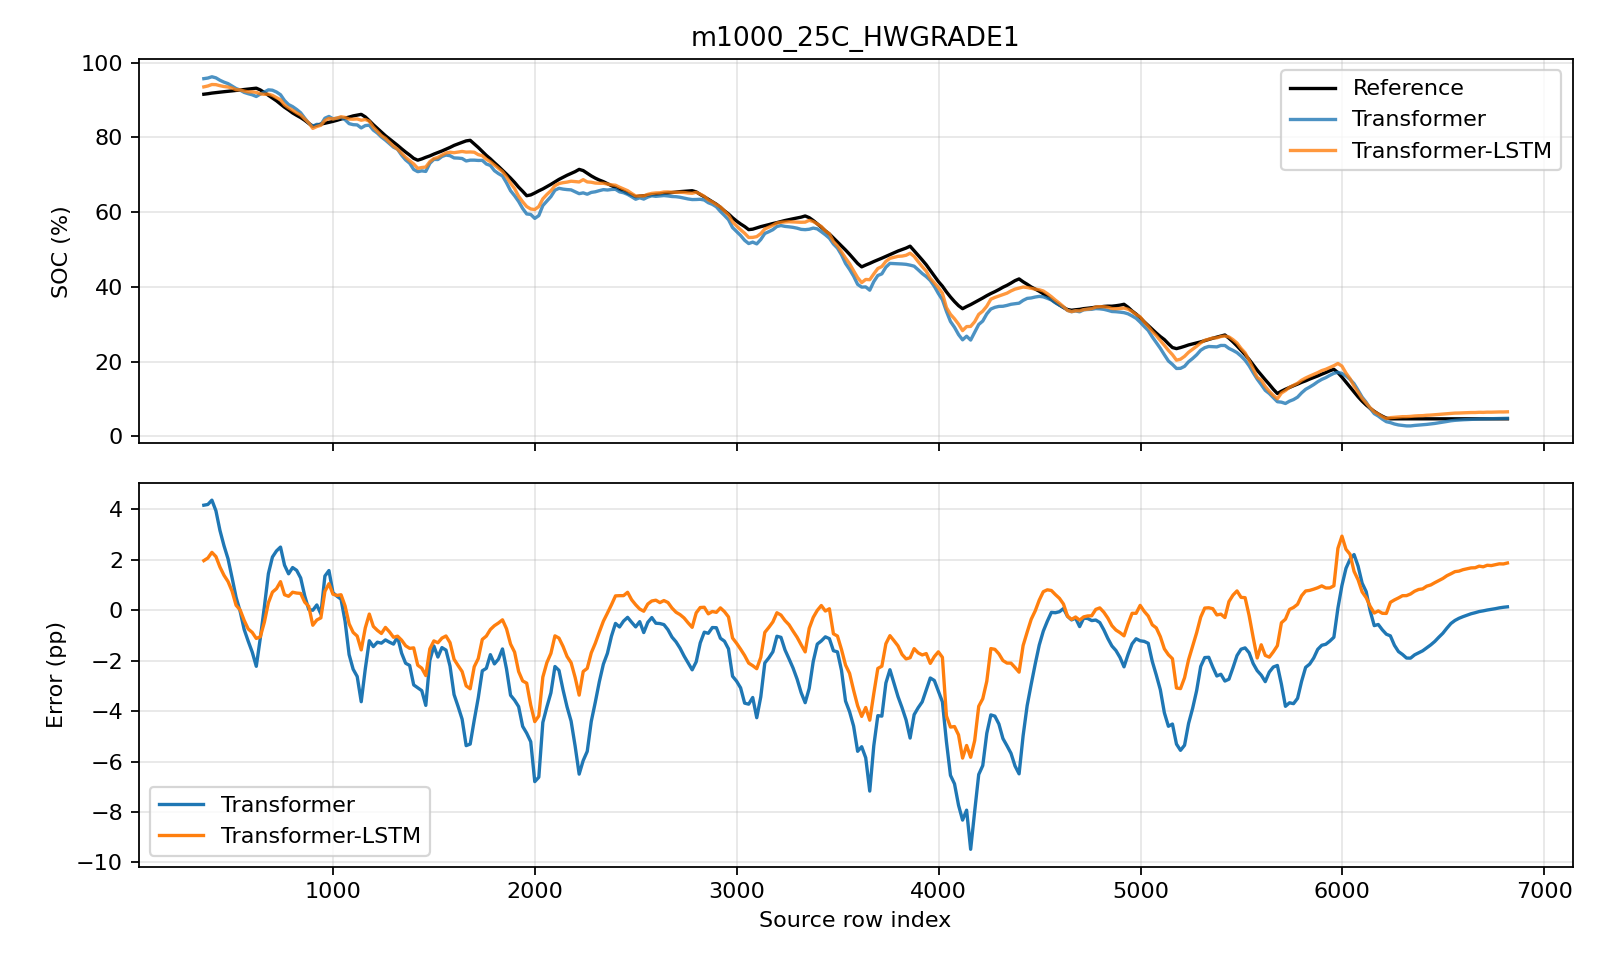 m1000_25C_HWGRADE1
100
80
60
40
20
0
SOC (%)
Reference
Transformer
Transformer-LSTM
4
2
0
−2
−4
−6
−8
−10
Error (pp)
Transformer
Transformer-LSTM
1000 2000 3000 4000 5000 6000 7000
Source row index